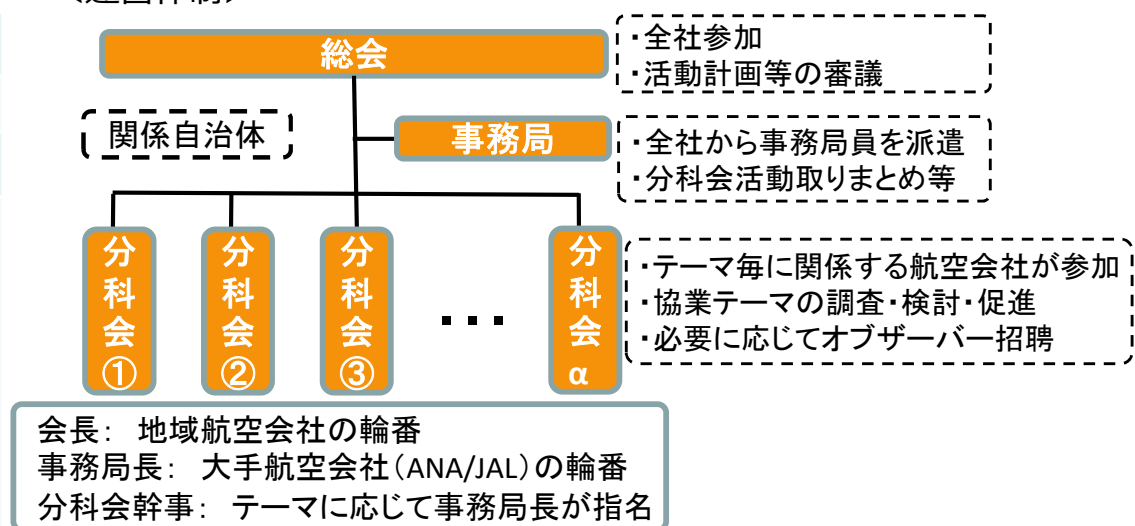 総会
・全社参加
・活動計画等の審議
関係自治体
事務局
・全社から事務局員を派遣
・分科会活動取りまとめ等
分科会①
分科会②
分科会③
・・・
分科会α
・テーマ毎に関係する航空会社が参加
・協業テーマの調査・検討・促進
・必要に応じてオブザーバー招聘
会長： 地域航空会社の輪番
事務局長： 大手航空会社（ANA/JAL）の輪番
分科会幹事： テーマに応じて事務局長が指名